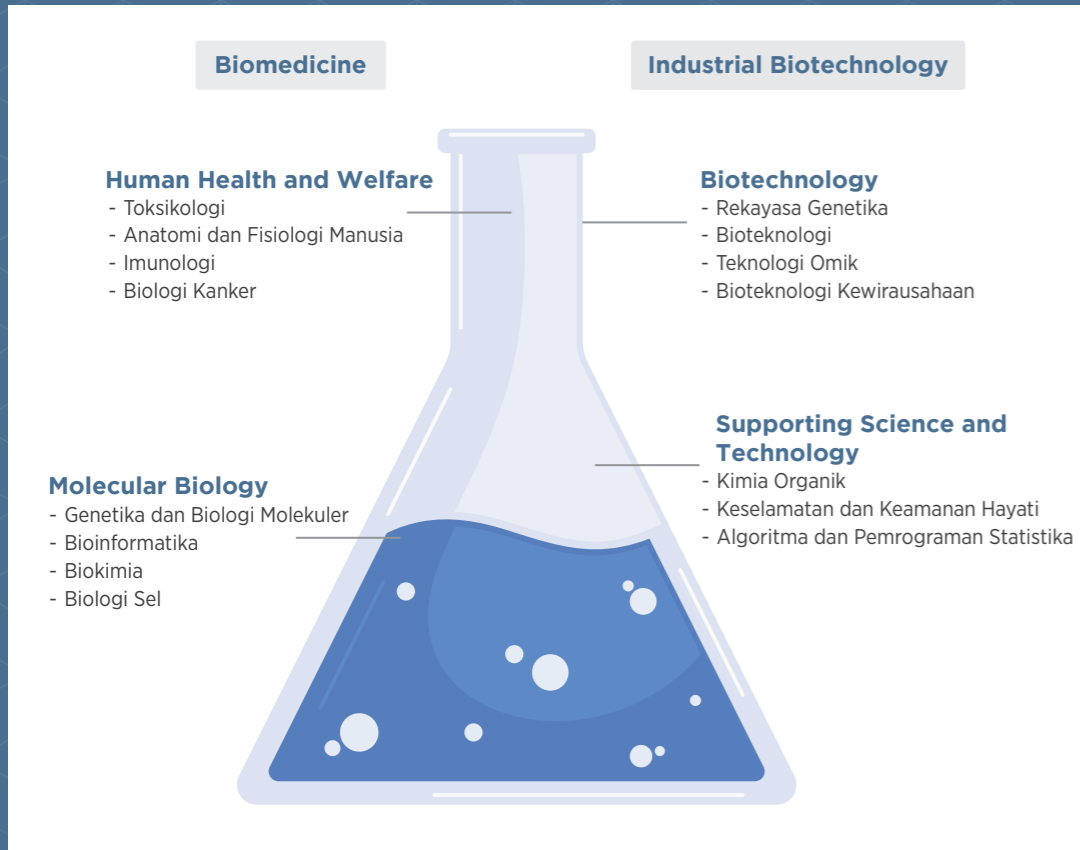 Biomedicine
Industrial Biotechnology
Human Health and Welfare
- Toksikologi
- Anatomi dan Fisiologi Manusia
- Imunologi
- Biologi Kanker
Biotechnology
- Rekayasa Genetika
- Bioteknologi
- Teknologi Omik
- Bioteknologi Kewirausahaan
Molecular Biology
- Genetika dan Biologi Molekuler
- Bioinformatika
- Biokimia
- Biologi Sel
Supporting Science and
Technology
- Kimia Organik
- Keselamatan dan Keamanan Hayati
- Algoritma dan Pemrograman Statistika